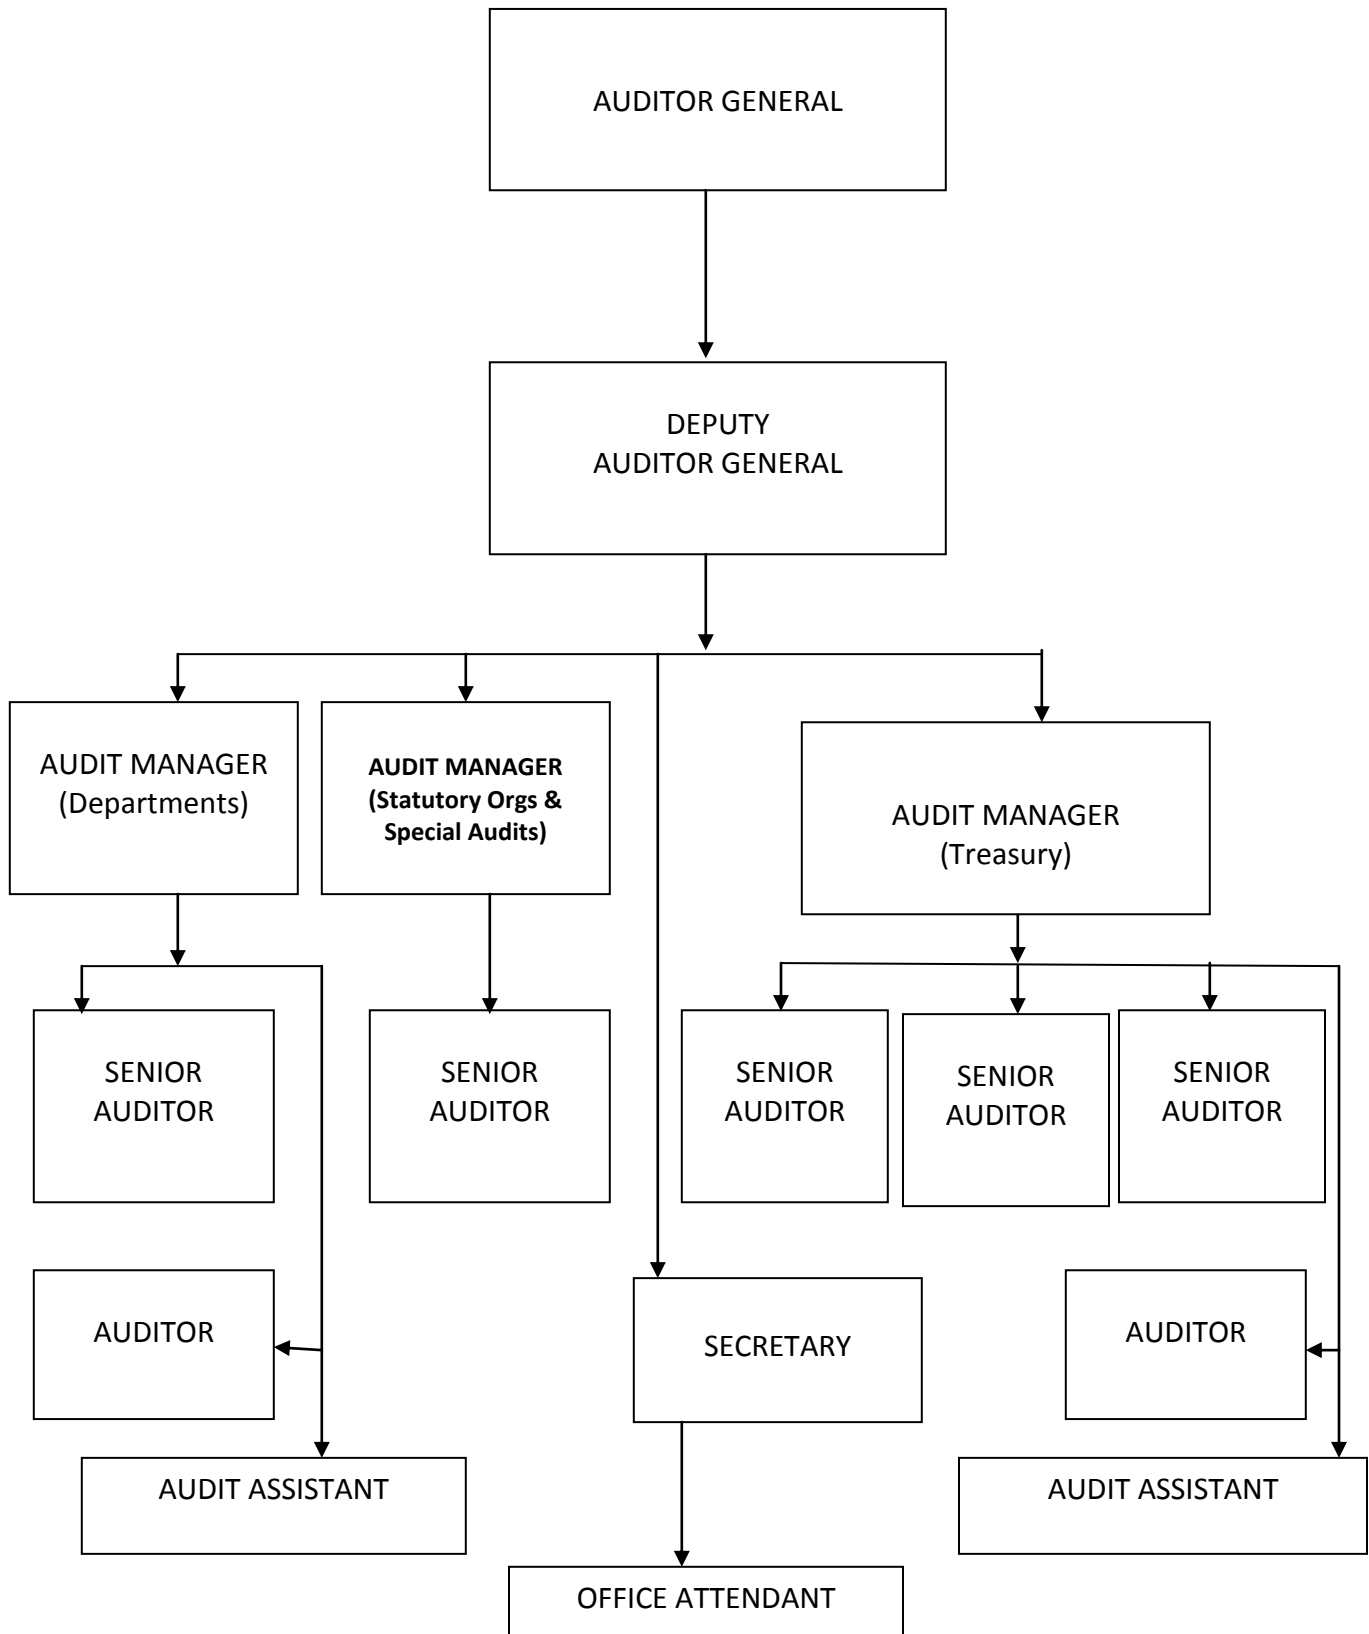 AUDITOR GENERAL
DEPUTY
AUDITOR GENERAL
AUDIT MANAGER
(Departments)
AUDIT MANAGER
(Statutory Orgs &
Special Audits)
AUDIT MANAGER
(Treasury)
SENIOR
AUDITOR
SENIOR
AUDITOR
SENIOR
AUDITOR
SENIOR
AUDITOR
SENIOR
AUDITOR
AUDITOR
SECRETARY
AUDITOR
AUDIT ASSISTANT
AUDIT ASSISTANT
OFFICE ATTENDANT